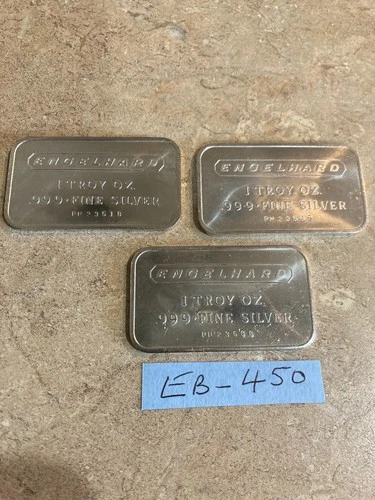 ENGELHARD
1 TROY OZ.
999+FINE SILVER
ENGELHARD
1 TROY OZ.
999+FINE SILVER
ENGELHARD
1 TROY OZ.
999+FINE SILVER
EB-450